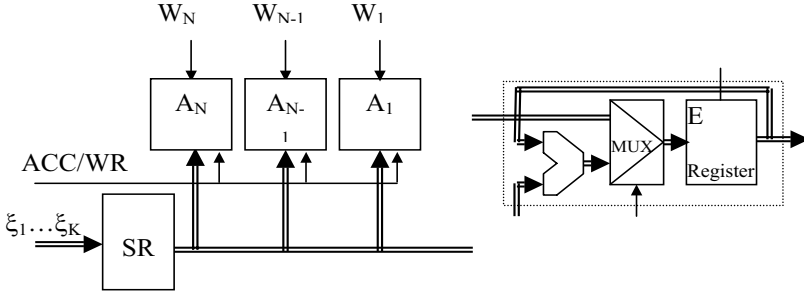 W_N W_N-1 W_1
A_N A_N-1 A_1
ACC/WR
ξ_1…ξ_K
SR
E
MUX
Register